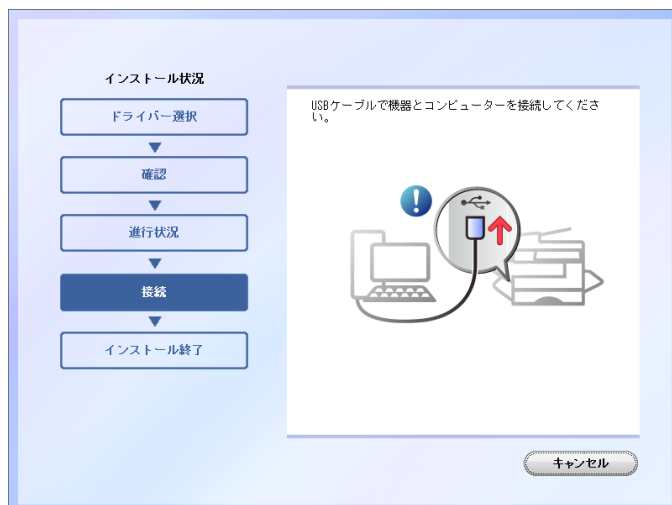 インストール状況
ドライバー選択
確認
進行状況
接続
インストール終了
USBケーブルで機器とコンピューターを接続してくださ
い。
キャンセル